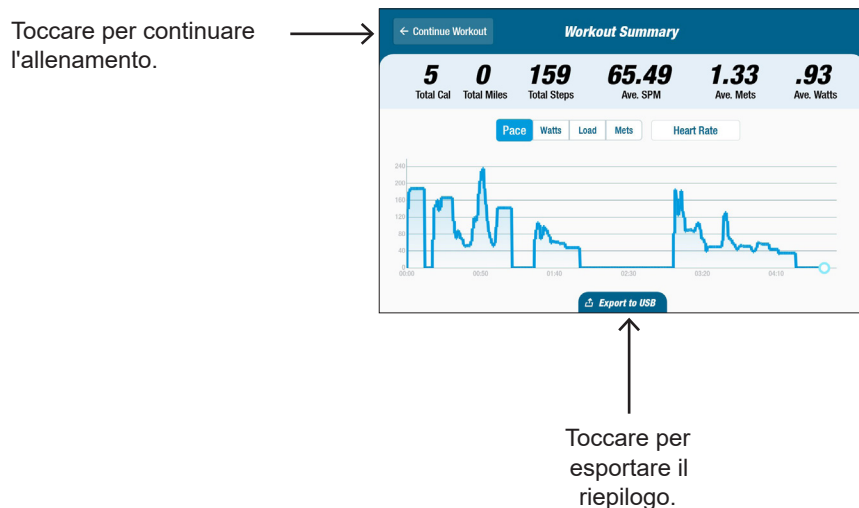 Toccare per continuare
l'allenamento.
← Continue Workout
Workout Summary
5 0 159 65.49 1.33 .93
Total Cal Total Miles Total Steps Ave. SPM Ave. Mets Ave. Watts
Pace Watts Load Mets Heart Rate
240
200
160
120
80
40
0
00:00 00:50 01:40 02:30 03:20 04:10
Export to USB
Toccare per
esportare il
riepilogo.